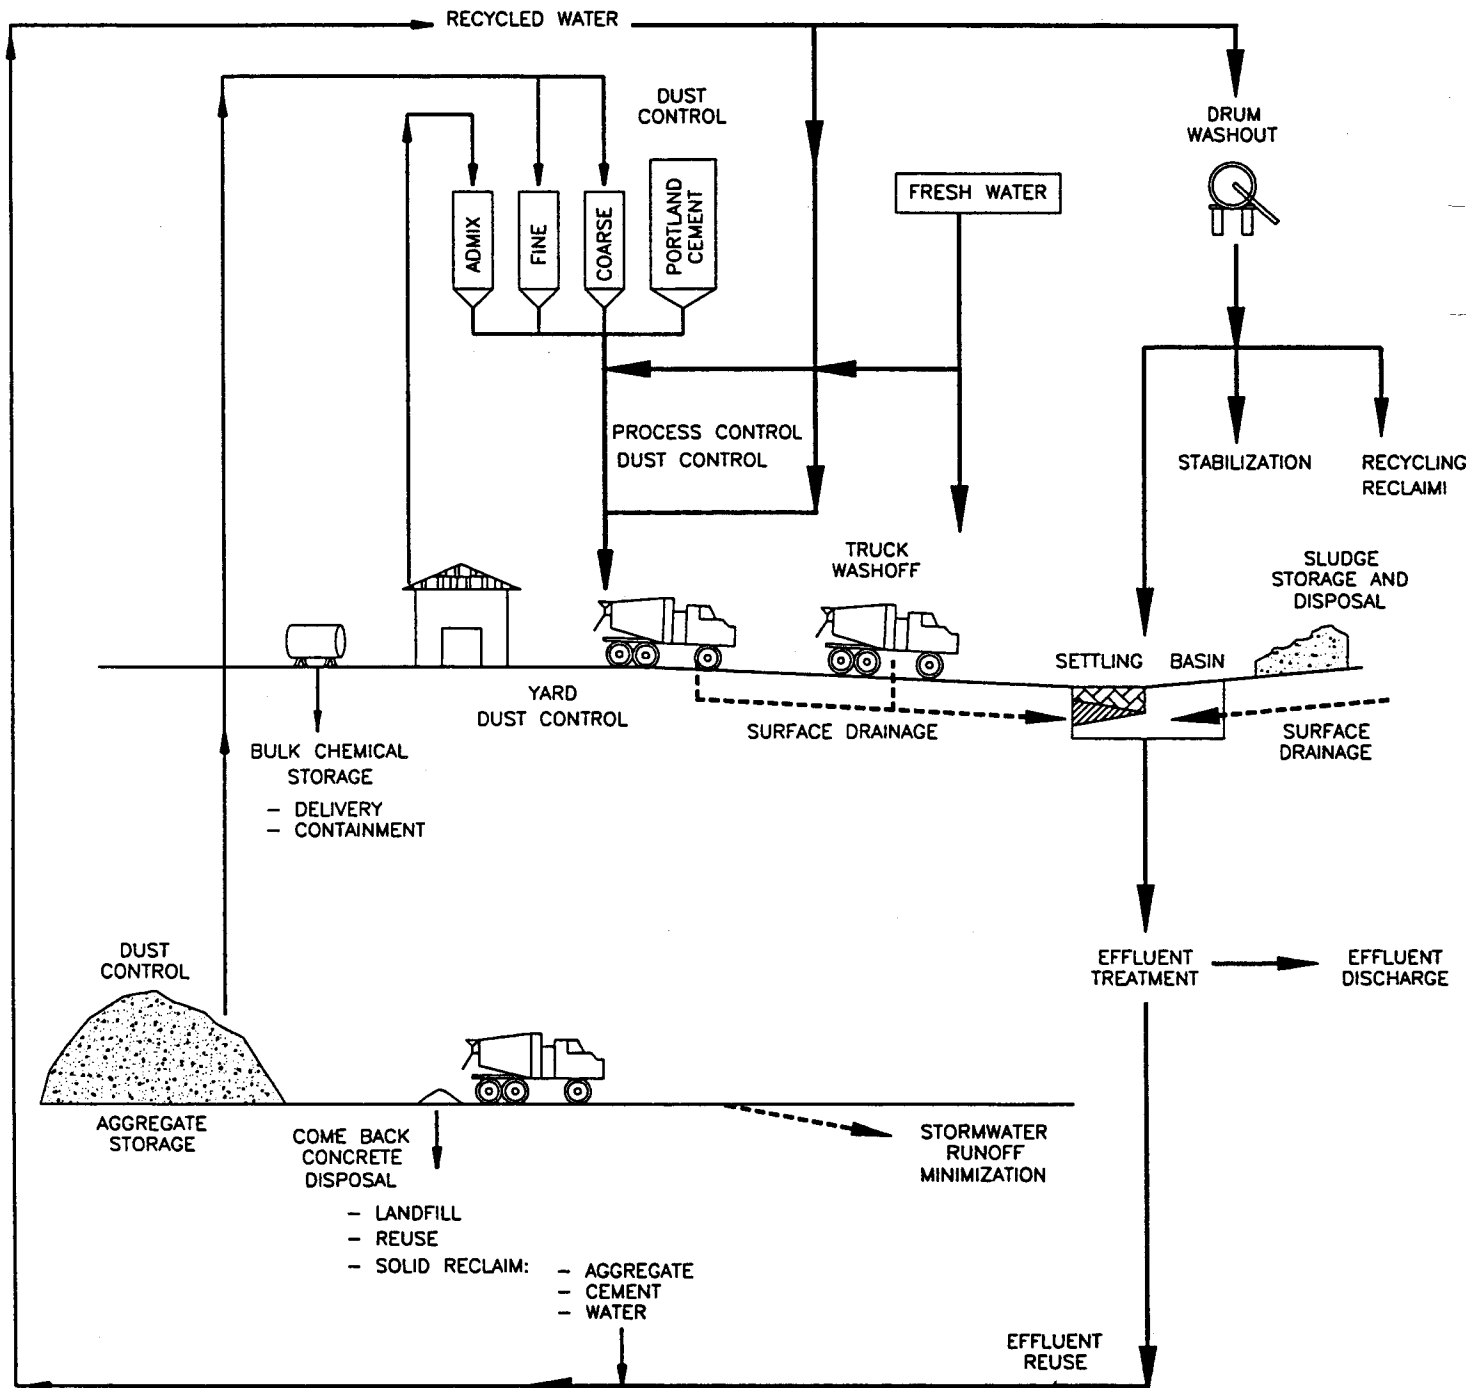 RECYCLED WATER
DUST
CONTROL
DRUM
WASHOUT
FRESH WATER
ADMIX
FINE
COARSE
PORTLAND
CEMENT
PROCESS CONTROL
DUST CONTROL
STABILIZATION
RECYCLING
RECLAIMI
TRUCK
WASHOFF
SLUDGE
STORAGE AND
DISPOSAL
SETTLING BASIN
YARD
DUST CONTROL
SURFACE DRAINAGE
SURFACE
DRAINAGE
BULK CHEMICAL
STORAGE
- DELIVERY
- CONTAINMENT
DUST
CONTROL
EFFLUENT
TREATMENT
EFFLUENT
DISCHARGE
AGGREGATE
STORAGE
COME BACK
CONCRETE
DISPOSAL
STORMWATER
RUNOFF
MINIMIZATION
- LANDFILL
- REUSE
- SOLID RECLAIM:
- AGGREGATE
- CEMENT
- WATER
EFFLUENT
REUSE